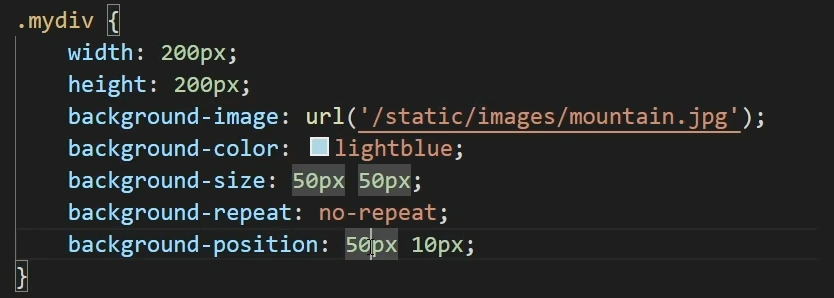 .mydiv {
    width: 200px;
    height: 200px;
    background-image: url('/static/images/mountain.jpg');
    background-color: lightblue;
    background-size: 50px 50px;
    background-repeat: no-repeat;
    background-position: 50px 10px;
}